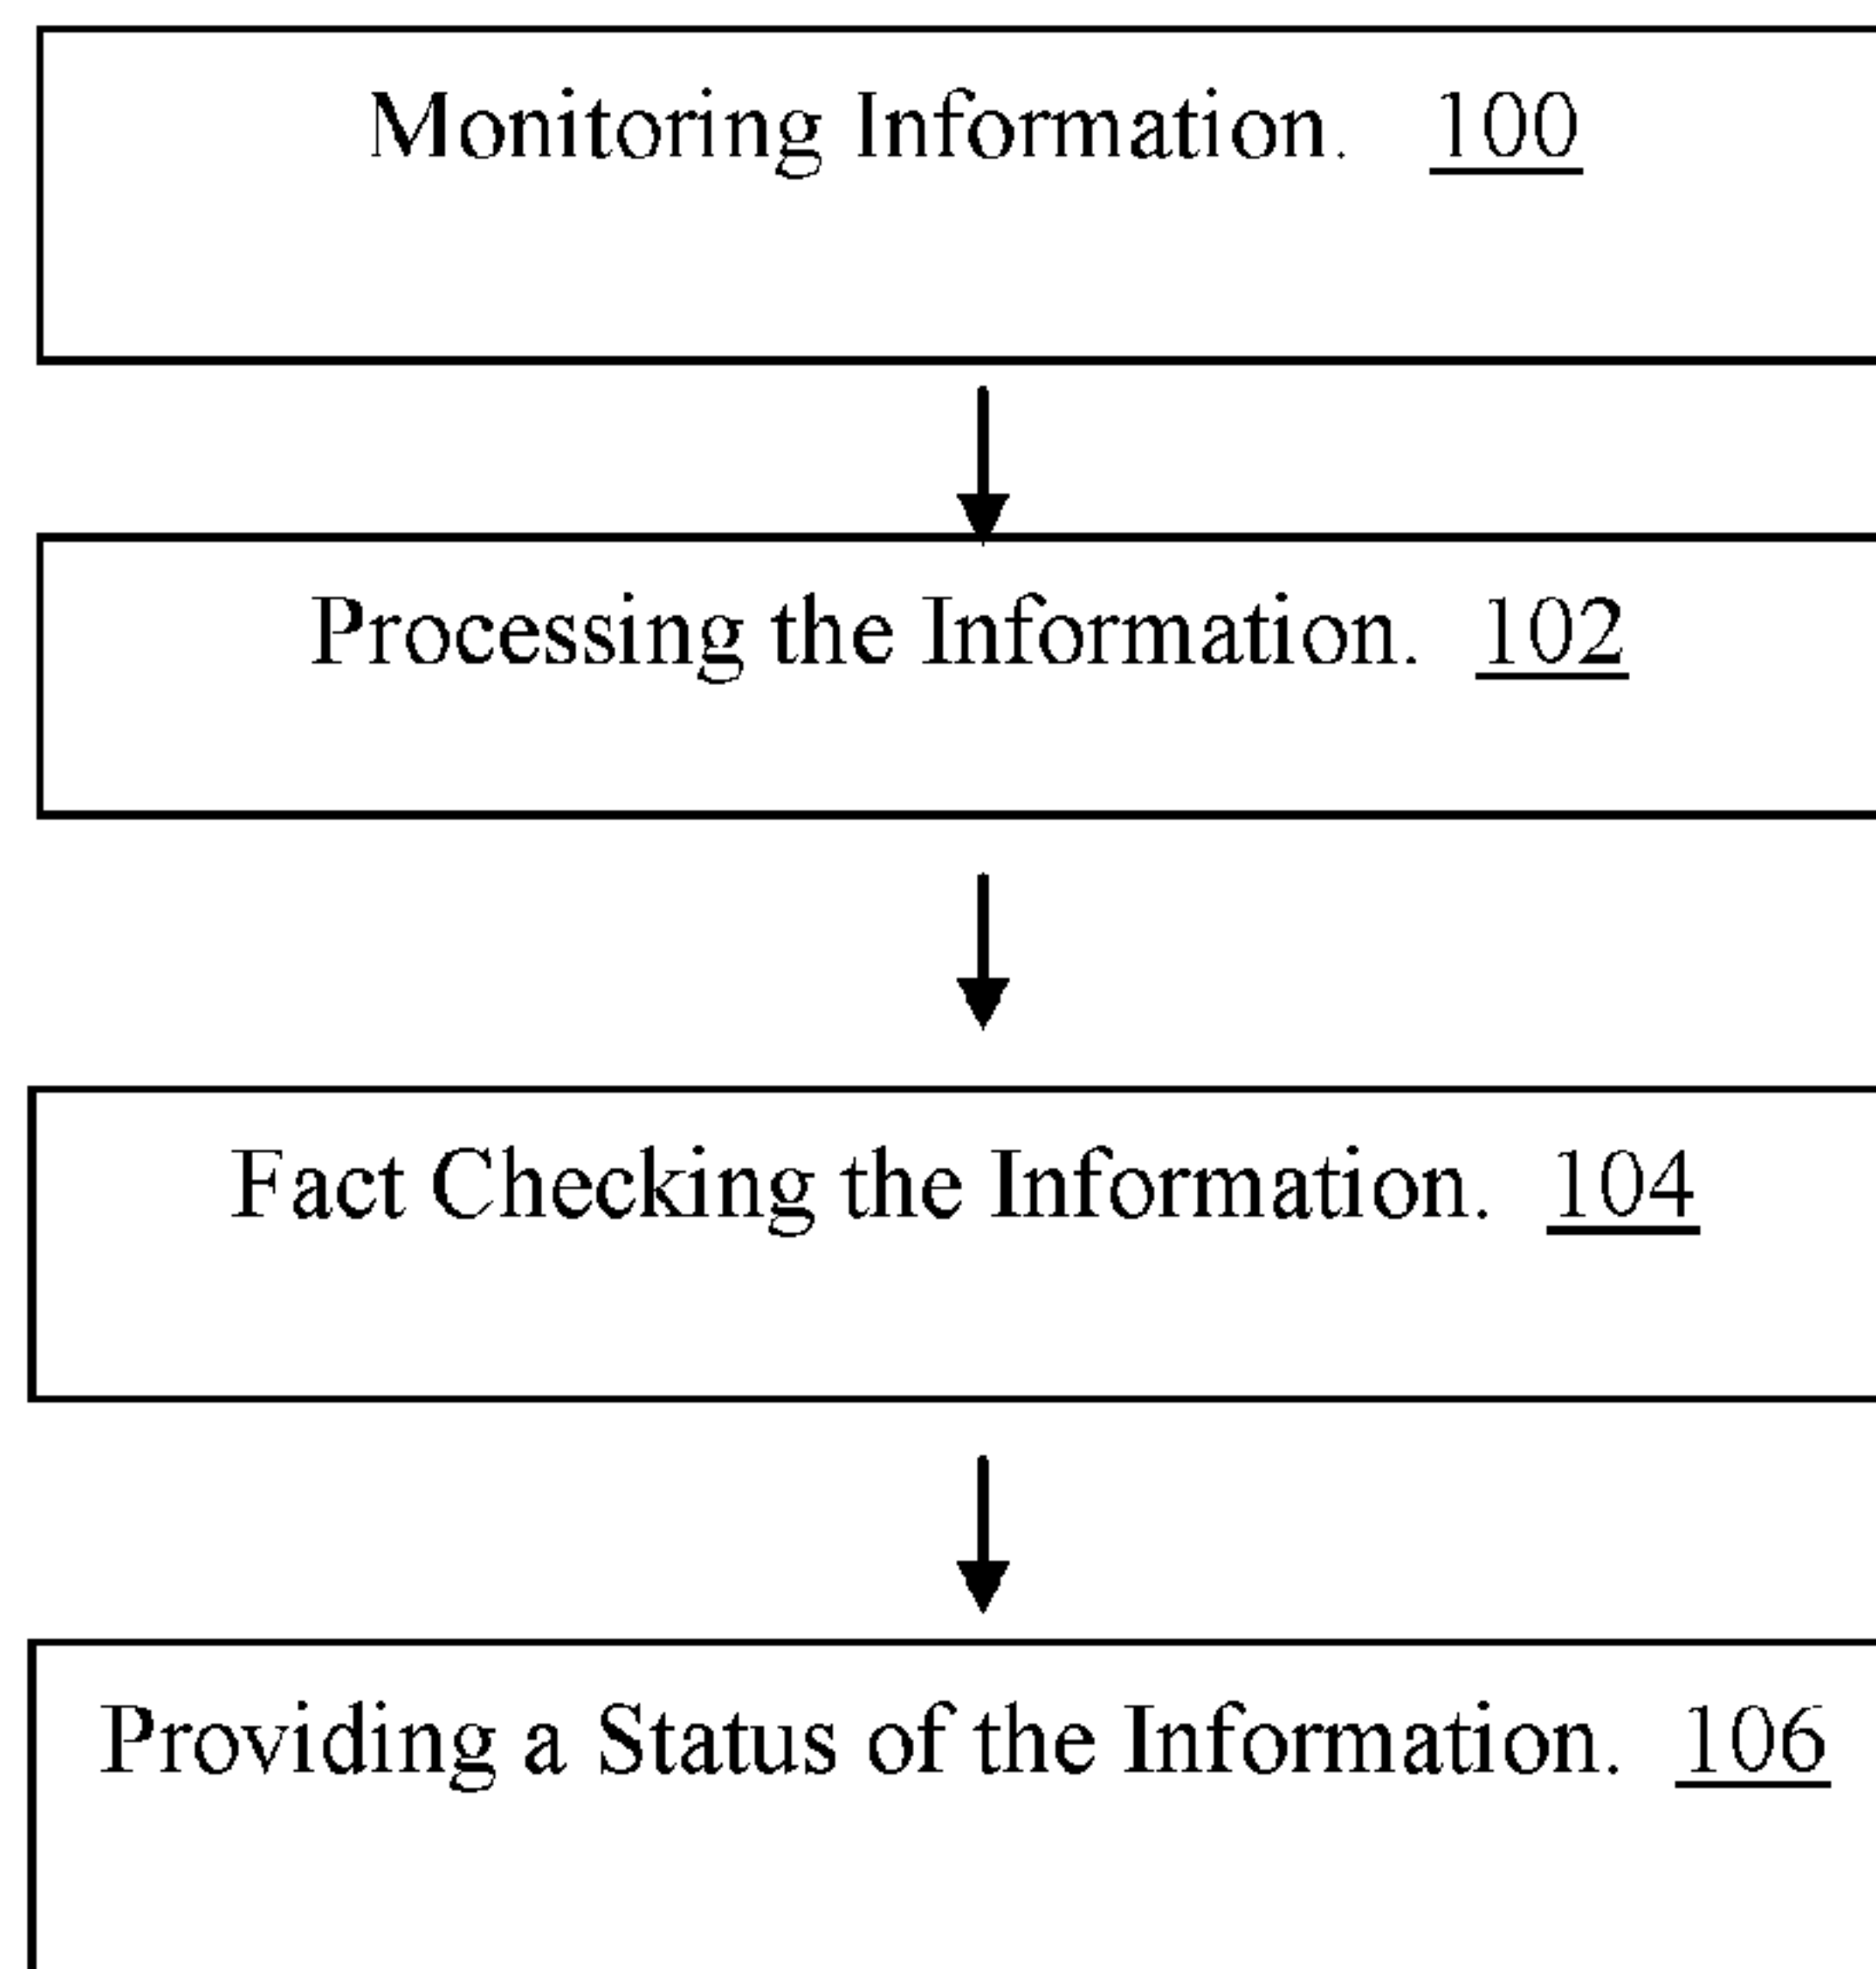 Monitoring Information. 100
Processing the Information. 102
Fact Checking the Information. 104
Providing a Status of the Information. 106